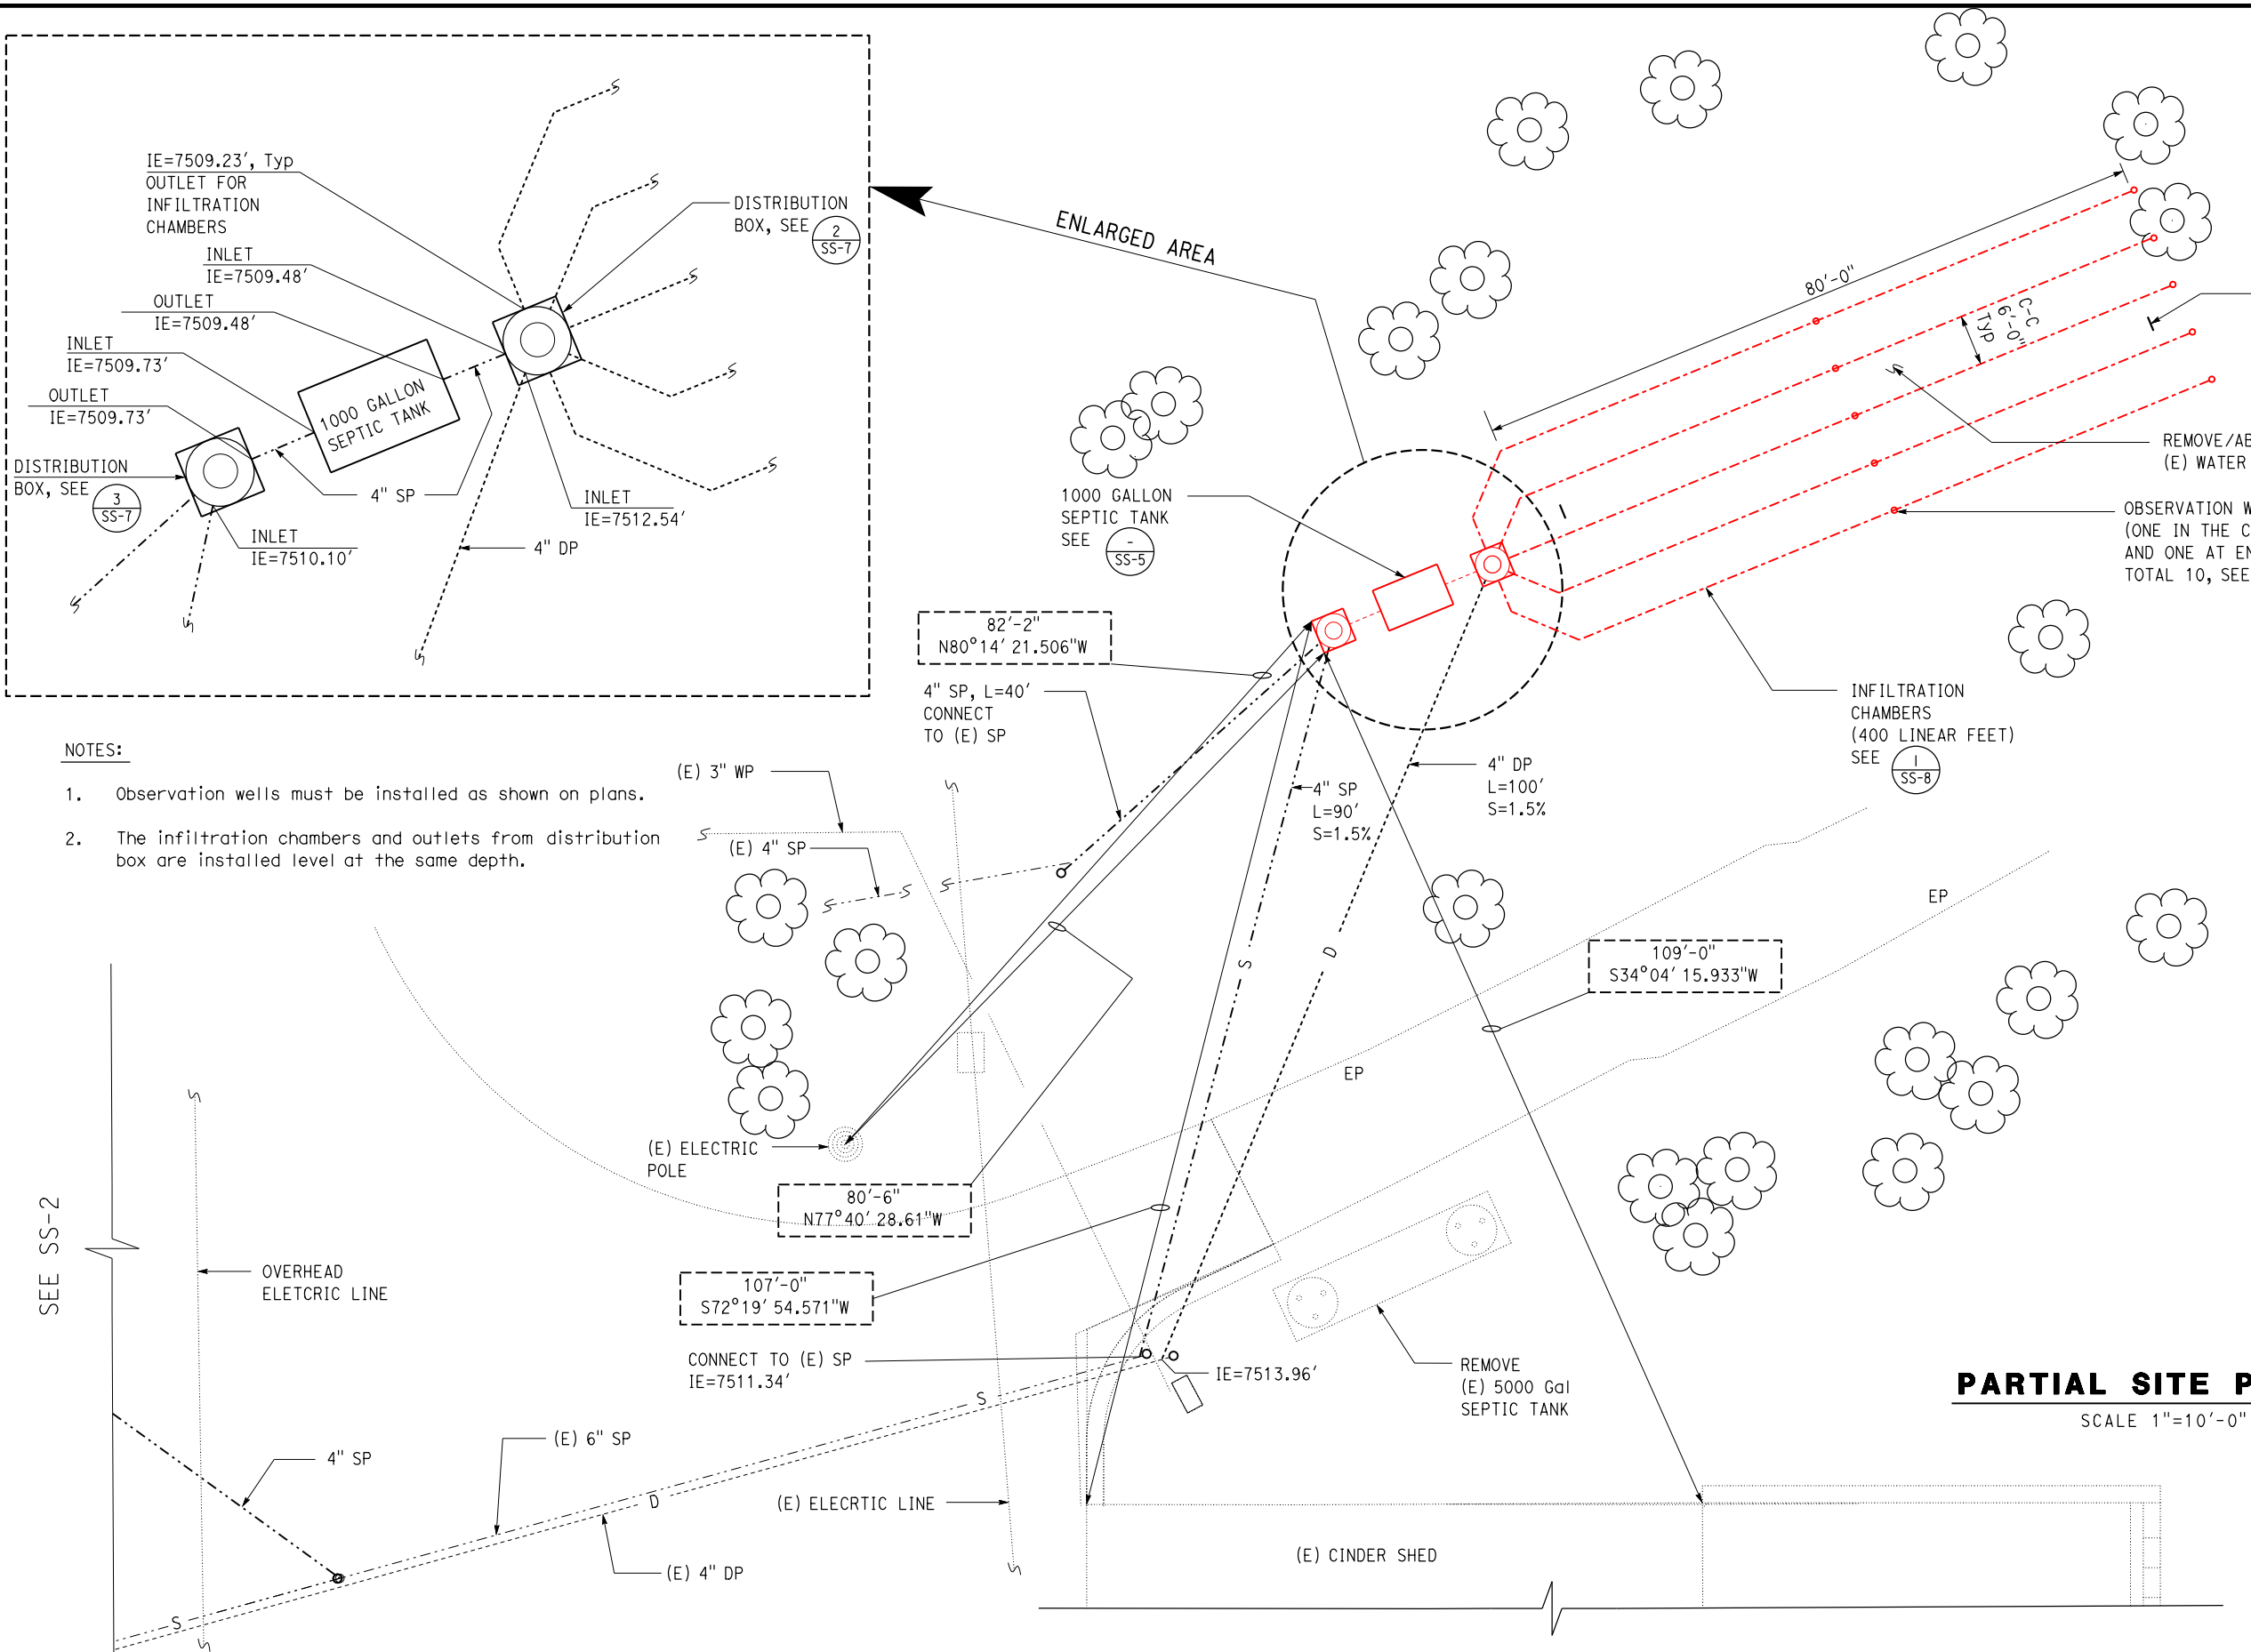 IE=7509.23', Typ
OUTLET FOR
INFILTRATION
CHAMBERS
INLET
IE=7509.48'
OUTLET
IE=7509.48'
INLET
IE=7509.73'
OUTLET
IE=7509.73'
DISTRIBUTION
BOX, SEE
3
SS-7
1000 GALLON
SEPTIC TANK
4" SP
INLET
IE=7510.10'
DISTRIBUTION
BOX, SEE
2
SS-7
INLET
IE=7512.54'
4" DP
ENLARGED AREA
80'-0"
C-C
6'-0"
Typ
REMOVE/AB
(E) WATER
OBSERVATION W
(ONE IN THE C
AND ONE AT EN
TOTAL 10, SEE
1000 GALLON
SEPTIC TANK
SEE
-
SS-5
82'-2"
N80°14' 21.506"W
4" SP, L=40'
CONNECT
TO (E) SP
INFILTRATION
CHAMBERS
(400 LINEAR FEET)
SEE
1
SS-8
4" SP
L=90'
S=1.5%
4" DP
L=100'
S=1.5%
NOTES:
1. Observation wells must be installed as shown on plans.
2. The infiltration chambers and outlets from distribution
box are installed level at the same depth.
(E) 3" WP
(E) 4" SP
EP
S
D
109'-0"
S34°04' 15.933"W
EP
(E) ELECTRIC
POLE
80'-6"
N77°40' 28.61"W
SEE SS-2
OVERHEAD
ELETCRIC LINE
107'-0"
S72°19' 54.571"W
CONNECT TO (E) SP
IE=7511.34'
IE=7513.96'
REMOVE
(E) 5000 Gal
SEPTIC TANK
PARTIAL SITE P
SCALE 1"=10'-0"
S
(E) 6" SP
4" SP
D
(E) ELECRTIC LINE
(E) 4" DP
(E) CINDER SHED
S